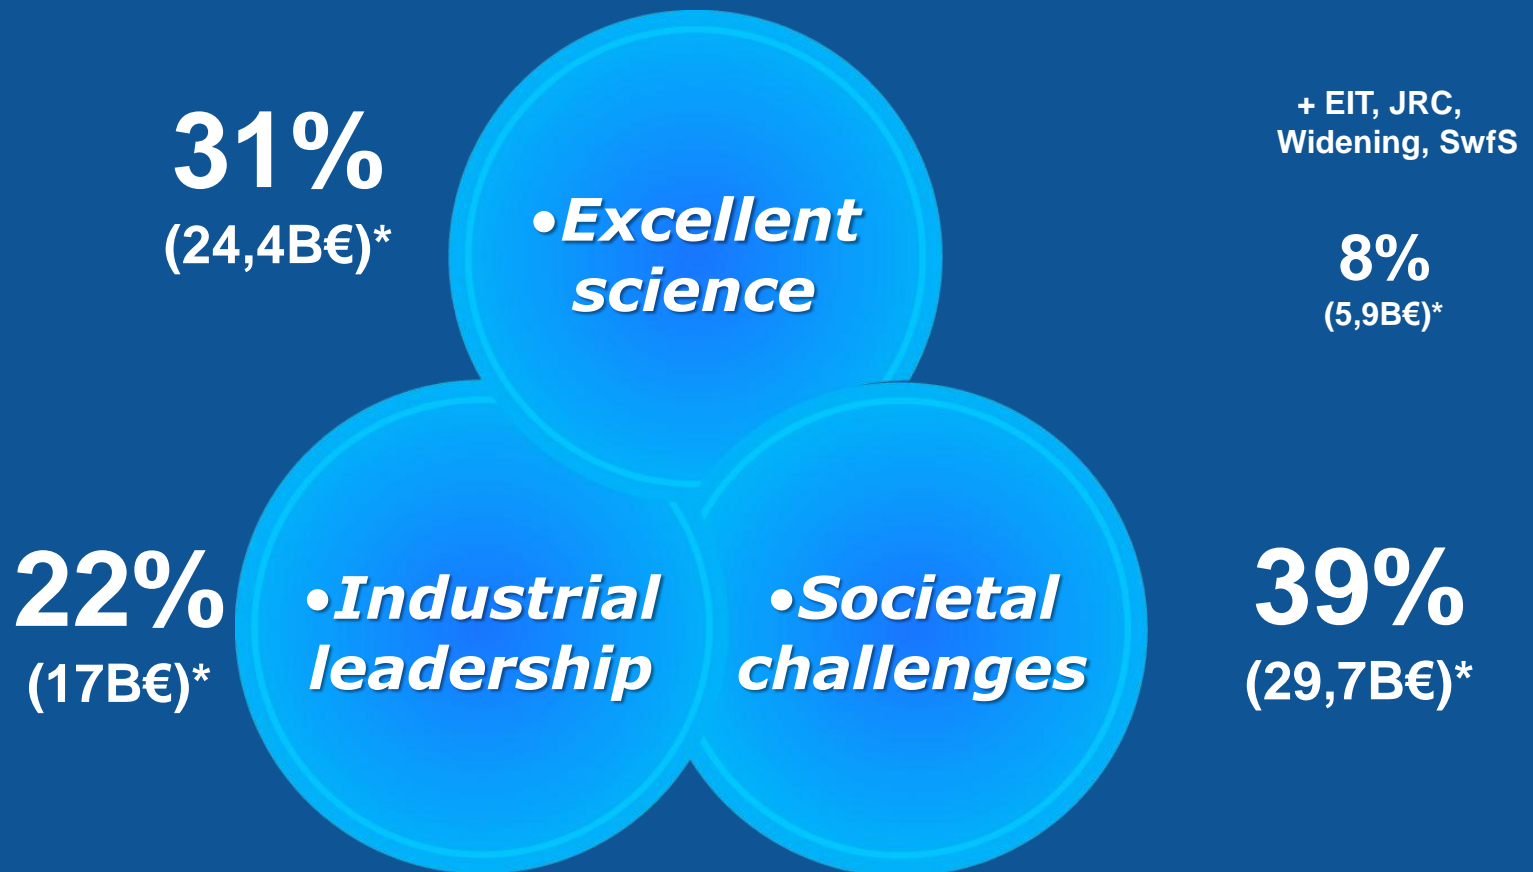 31%
(24,4B€)*
•Excellent
science
+ EIT, JRC,
Widening, SwfS
8%
(5,9B€)*
22%
(17B€)*
•Industrial
leadership
•Societal
challenges
39%
(29,7B€)*